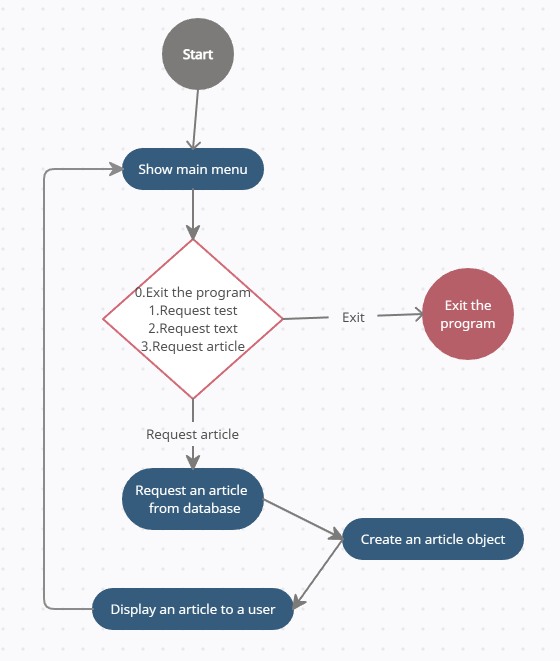 Start
Show main menu
0.Exit the program
1.Request test
2.Request text
3.Request article
Exit
Exit the
program
Request article
Request an article
from database
Create an article object
Display an article to a user